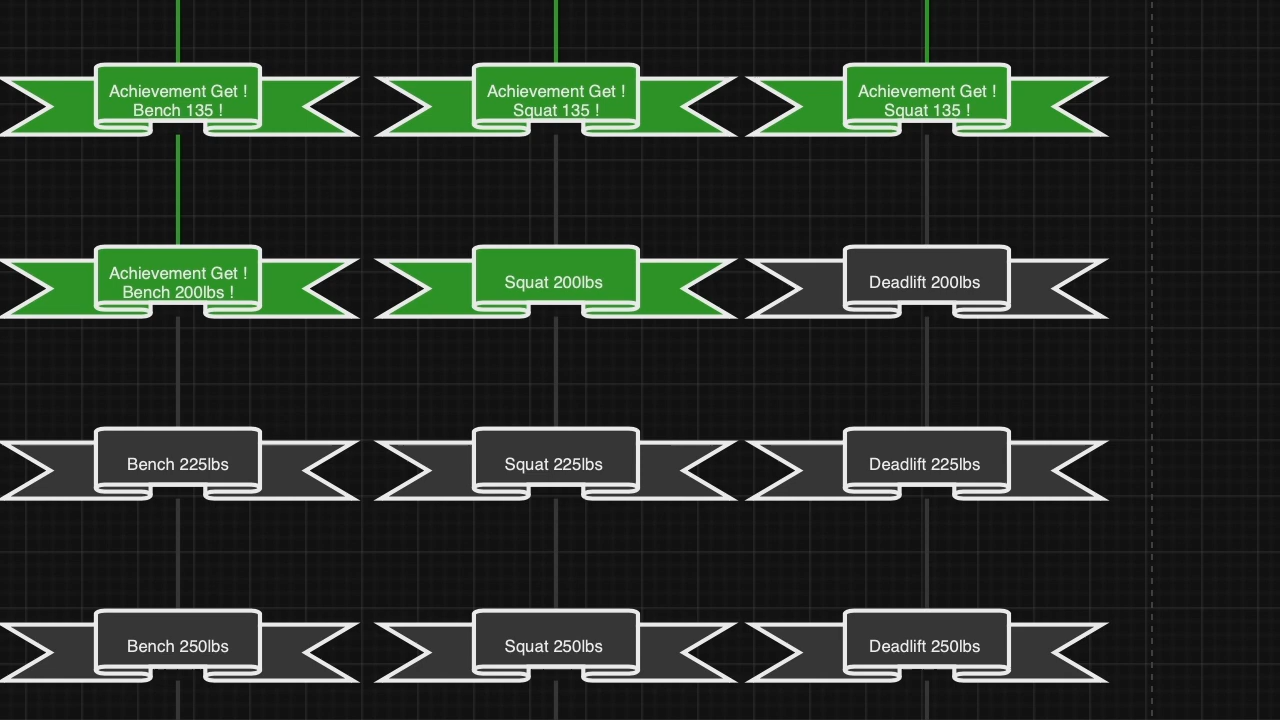 Achievement Get !
Bench 135 !
Achievement Get !
Squat 135 !
Achievement Get !
Squat 135 !
Achievement Get !
Bench 200lbs !
Squat 200lbs
Deadlift 200lbs
Bench 225lbs
Squat 225lbs
Deadlift 225lbs
Bench 250lbs
Squat 250lbs
Deadlift 250lbs